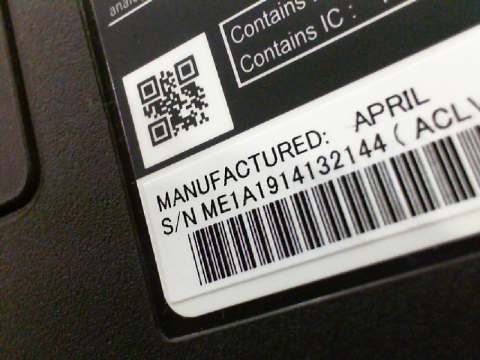 Contains
Contains IC :
MANUFACTURED: APRIL
S/N ME1A1914132144 ( ACL